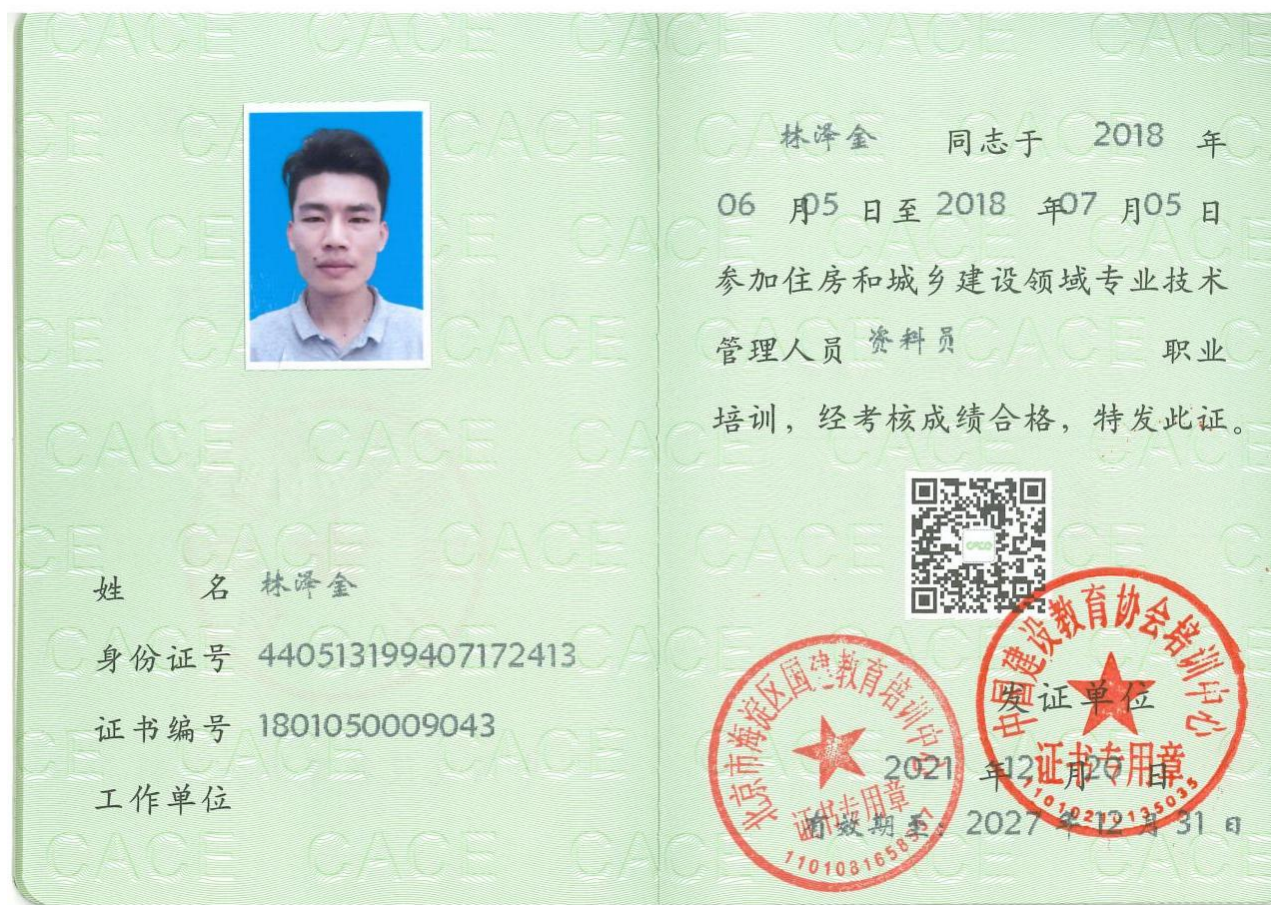 姓 名 林泽金
身份证号 440513199407172413
证书编号 1801050009043
工作单位
林泽金 同志于 2018 年
06 月05 日至 2018 年07 月05 日
参加住房和城乡建设领域专业技术
管理人员 资料员 职业
培训，经考核成绩合格，特发此证。
中国建设教育协会培训中心
证书专用章
11010210135035
北京市海淀区国建教育培训中心
证书专用章
发证单位
2021 年12 月20 日
有效期至：2027 年 12 月 31 日
CACE